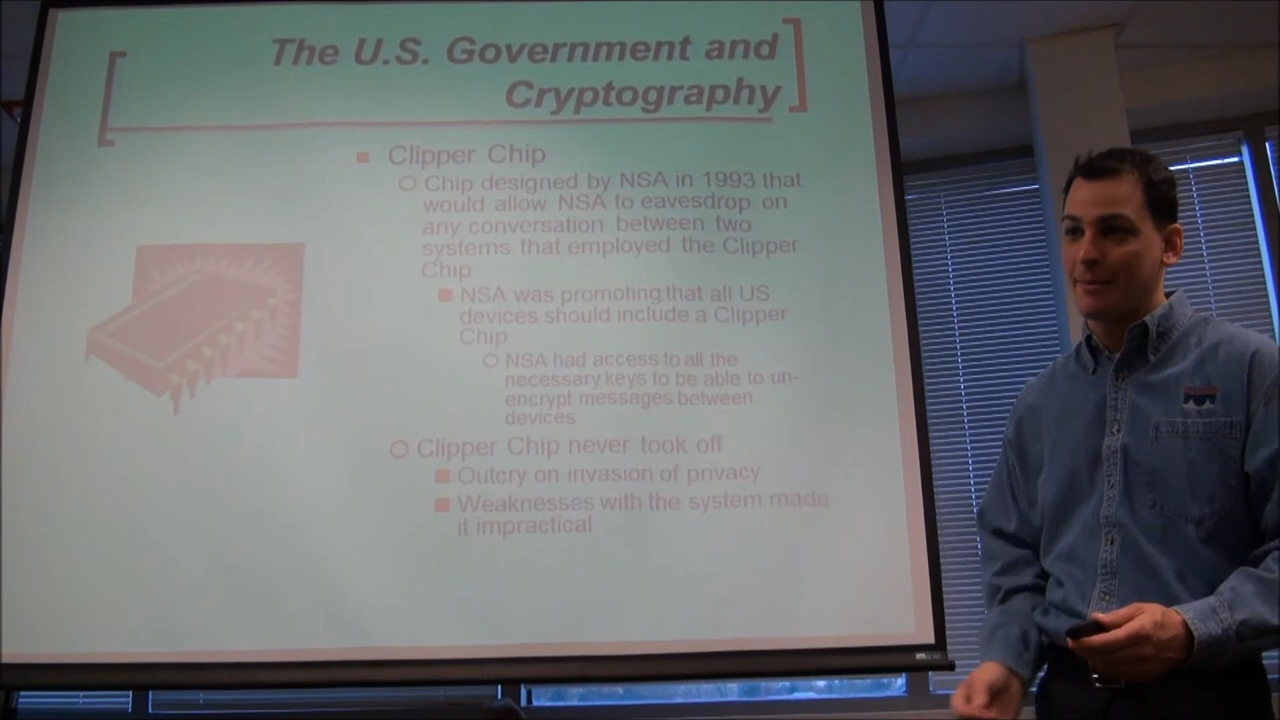 The U.S. Government and
Cryptography
Clipper Chip
Chip designed by NSA in 1993 that
would allow NSA to eavesdrop on
any conversation between two
systems that employed the Clipper
Chip
NSA was promoting that all US
devices should include a Clipper
Chip
NSA had access to all the
necessary keys to be able to un-
encrypt messages between
devices
Clipper Chip never took off
Outcry on invasion of privacy
Weaknesses with the system made
it impractical